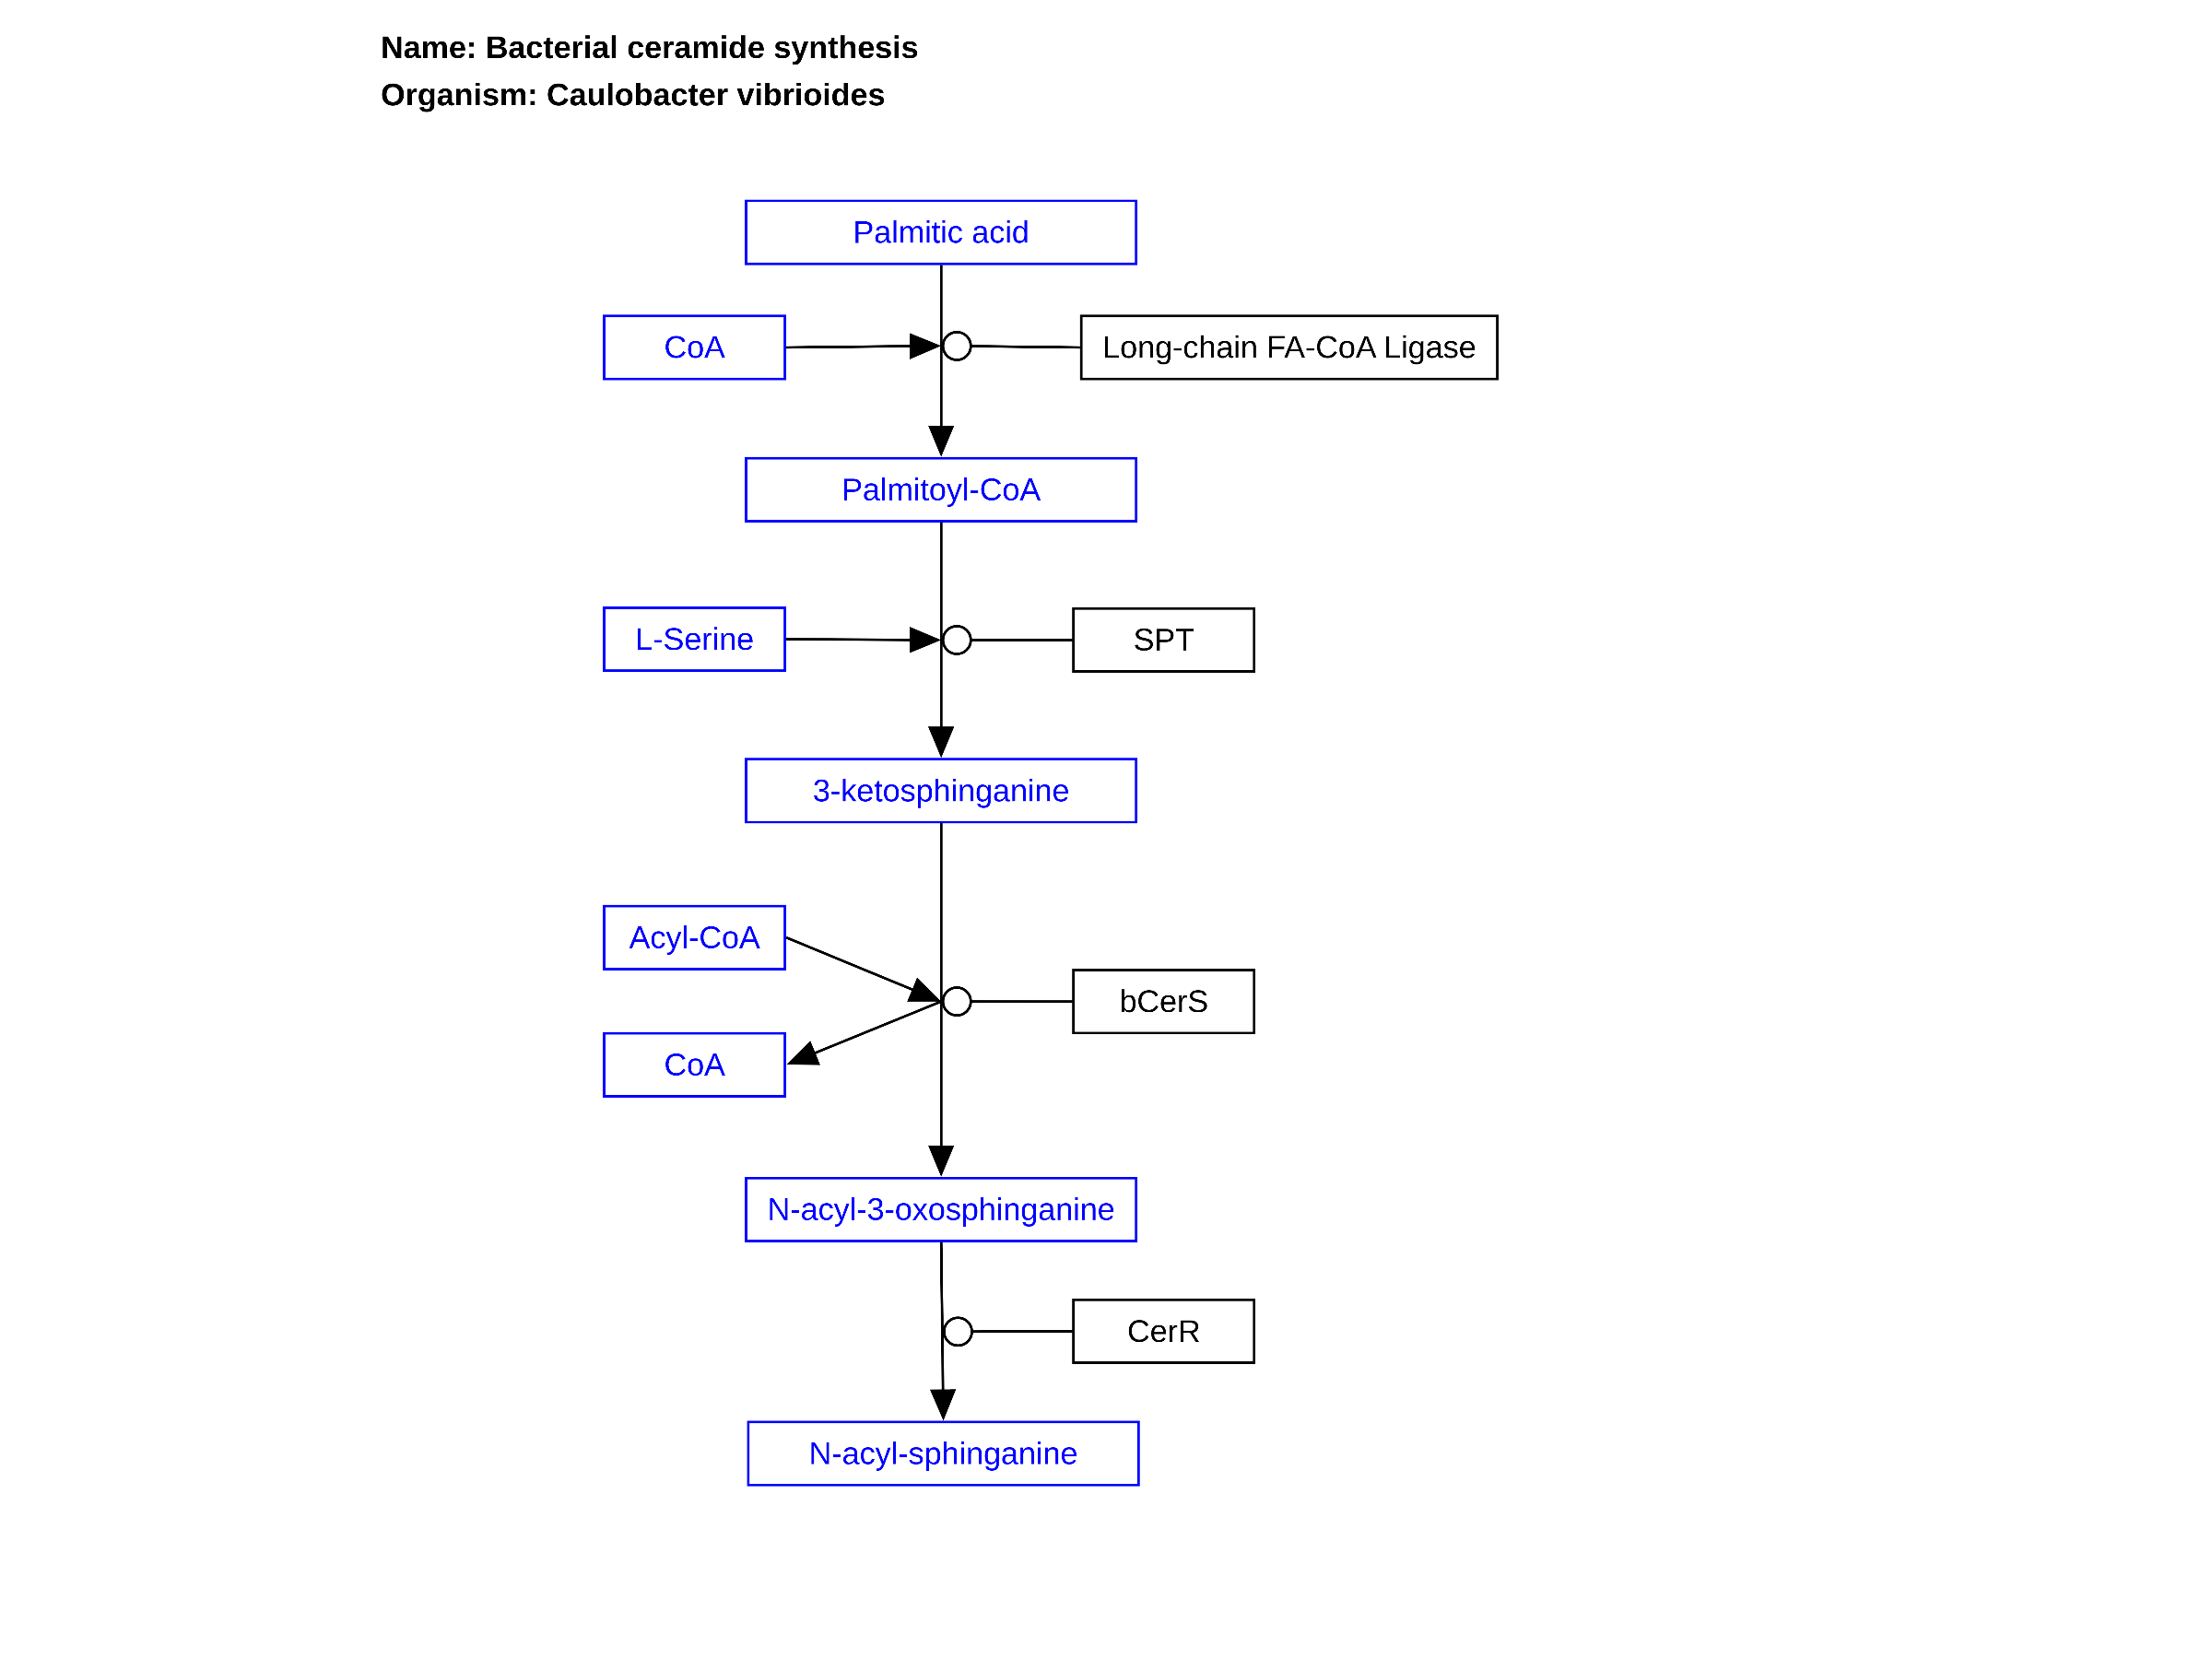 Name: Bacterial ceramide synthesis
Organism: Caulobacter vibrioides
Palmitic acid
CoA
Long-chain FA-CoA Ligase
Palmitoyl-CoA
L-Serine
SPT
3-ketosphinganine
Acyl-CoA
bCerS
CoA
N-acyl-3-oxosphinganine
CerR
N-acyl-sphinganine